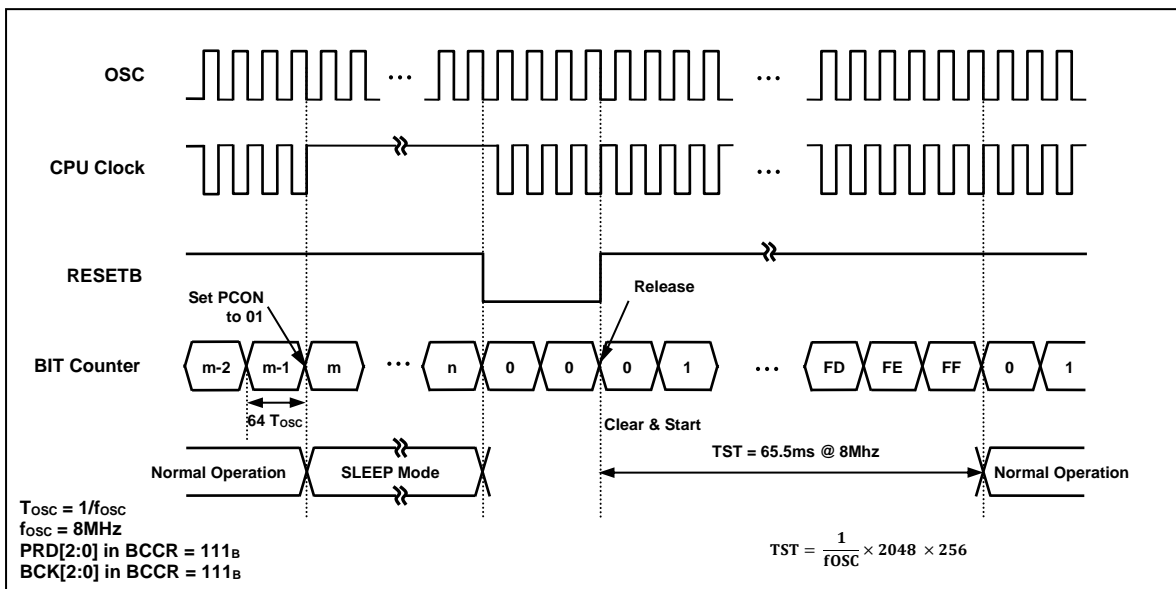 OSC
...
...
CPU Clock
...
RESETB
Set PCON
to 01
Release
BIT Counter
m-2 m-1 m ... n 0 0 0 1 ... FD FE FF 0 1
64 Tosc
Clear & Start
TST = 65.5ms @ 8Mhz
Normal Operation SLEEP Mode Normal Operation
Tosc = 1/fosc
fosc = 8MHz
PRD[2:0] in BCCR = 111B
BCK[2:0] in BCCR = 111B
TST = 1/fOSC × 2048 × 256